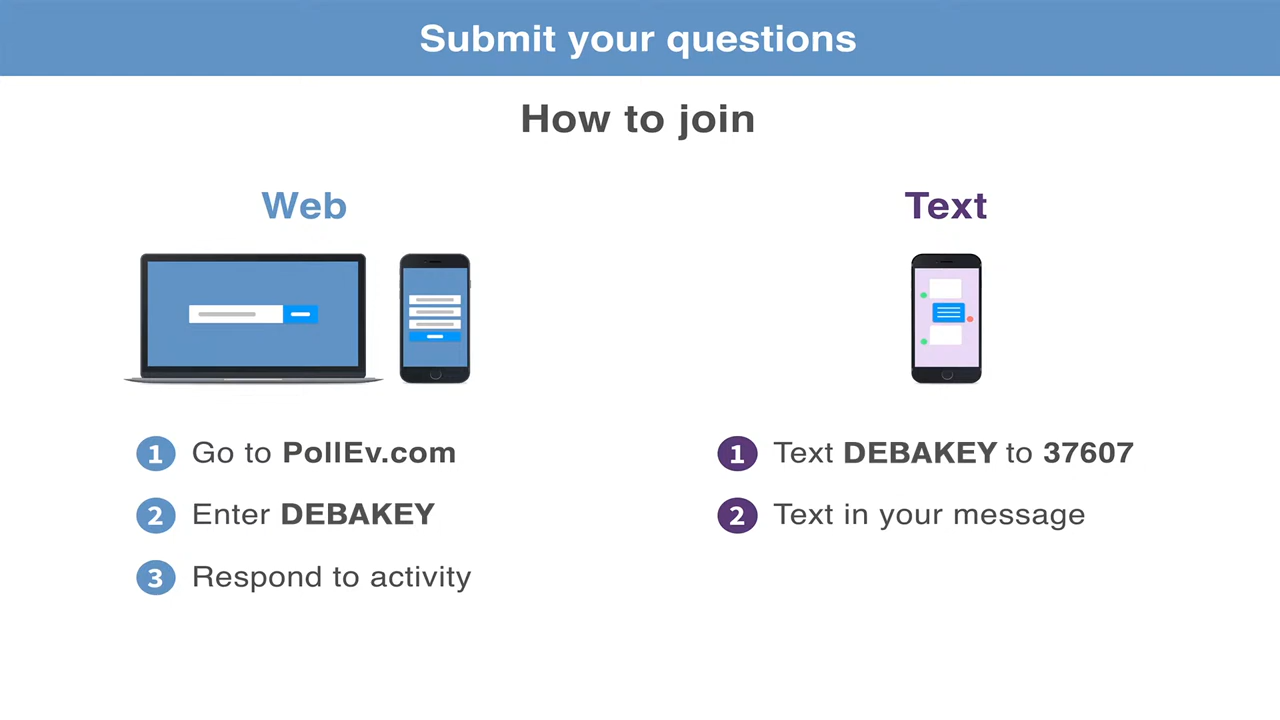 Submit your questions
How to join
Web
1 Go to PollEv.com
2 Enter DEBAKEY
3 Respond to activity
Text
1 Text DEBAKEY to 37607
2 Text in your message